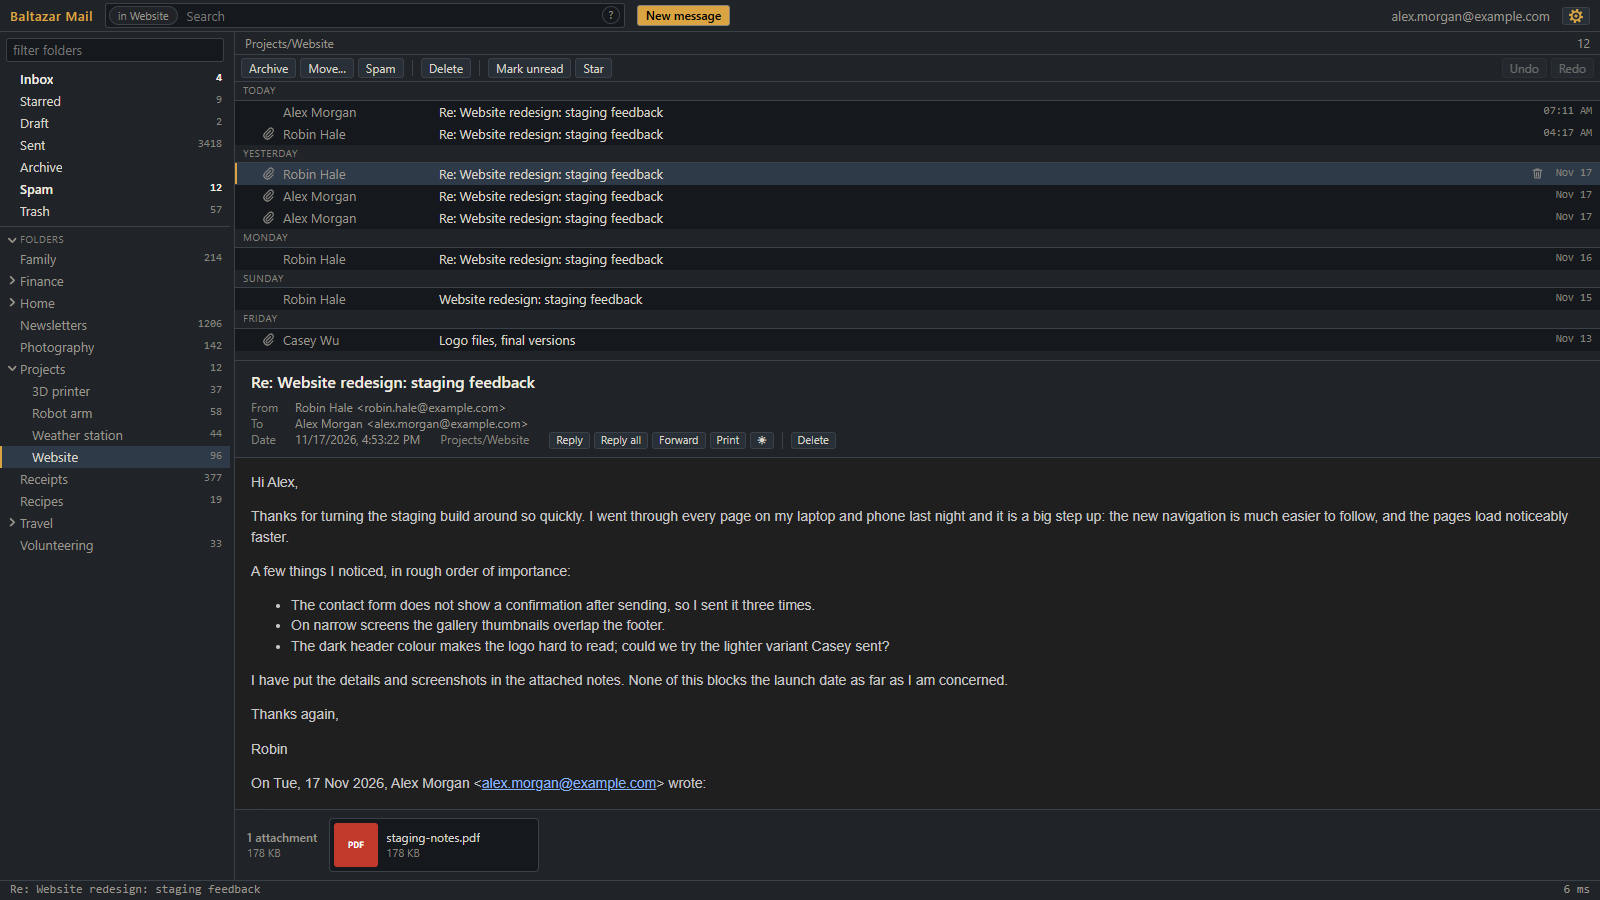 Baltazar Mail in Website Search ? New message alex.morgan@example.com
filter folders
Inbox 4
Starred 9
Draft 2
Sent 3418
Archive
Spam 12
Trash 57
FOLDERS
Family 214
Finance
Home
Newsletters 1206
Photography 142
Projects 12
3D printer 37
Robot arm 58
Weather station 44
Website 96
Receipts 377
Recipes 19
Travel
Volunteering 33
Projects/Website 12
Archive Move... Spam Delete Mark unread Star Undo Redo
TODAY
Alex Morgan Re: Website redesign: staging feedback 07:11 AM
Robin Hale Re: Website redesign: staging feedback 04:17 AM
YESTERDAY
Robin Hale Re: Website redesign: staging feedback Nov 17
Alex Morgan Re: Website redesign: staging feedback Nov 17
Alex Morgan Re: Website redesign: staging feedback Nov 17
MONDAY
Robin Hale Re: Website redesign: staging feedback Nov 16
SUNDAY
Robin Hale Website redesign: staging feedback Nov 15
FRIDAY
Casey Wu Logo files, final versions Nov 13
Re: Website redesign: staging feedback
From Robin Hale <robin.hale@example.com>
To Alex Morgan <alex.morgan@example.com>
Date 11/17/2026, 4:53:22 PM Projects/Website Reply Reply all Forward Print Delete
Hi Alex,
Thanks for turning the staging build around so quickly. I went through every page on my laptop and phone last night and it is a big step up: the new navigation is much easier to follow, and the pages load noticeably
faster.
A few things I noticed, in rough order of importance:
• The contact form does not show a confirmation after sending, so I sent it three times.
• On narrow screens the gallery thumbnails overlap the footer.
• The dark header colour makes the logo hard to read; could we try the lighter variant Casey sent?
I have put the details and screenshots in the attached notes. None of this blocks the launch date as far as I am concerned.
Thanks again,
Robin
On Tue, 17 Nov 2026, Alex Morgan <alex.morgan@example.com> wrote:
1 attachment
178 KB
PDF
staging-notes.pdf
178 KB
Re: Website redesign: staging feedback 6 ms